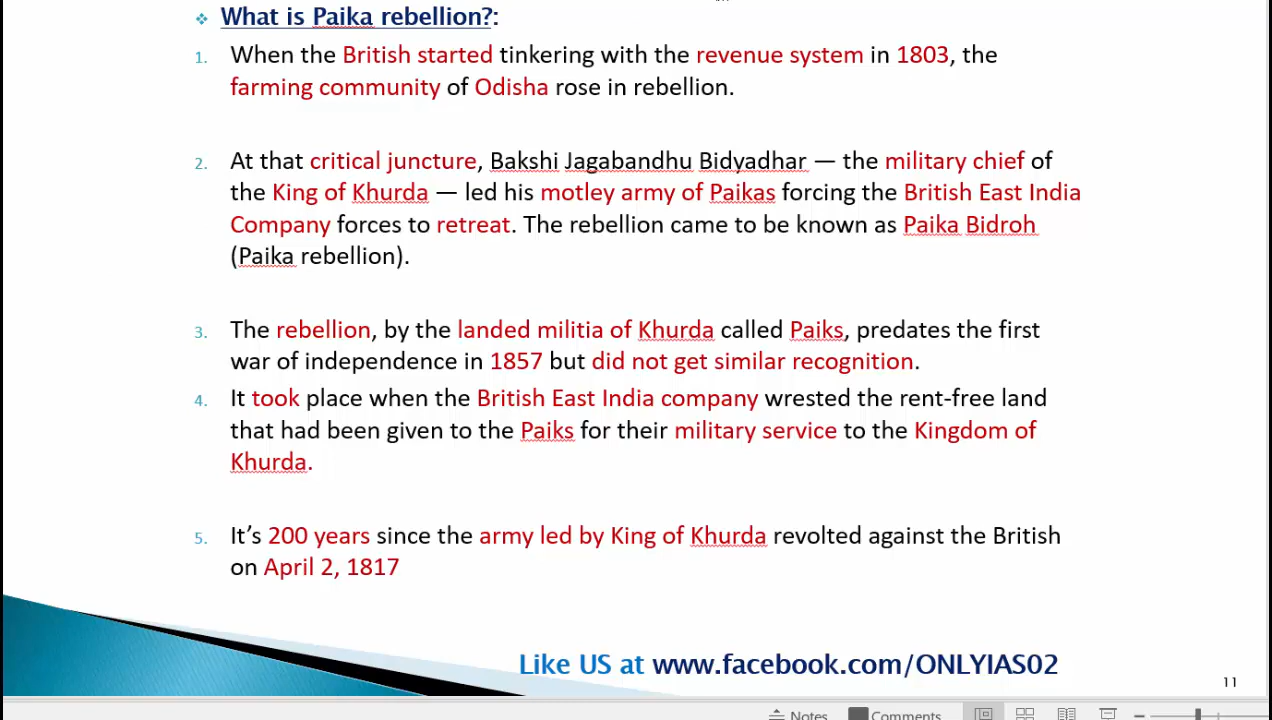 What is Paika rebellion?:
1. When the British started tinkering with the revenue system in 1803, the
farming community of Odisha rose in rebellion.
2. At that critical juncture, Bakshi Jagabandhu Bidyadhar — the military chief of
the King of Khurda — led his motley army of Paikas forcing the British East India
Company forces to retreat. The rebellion came to be known as Paika Bidroh
(Paika rebellion).
3. The rebellion, by the landed militia of Khurda called Paiks, predates the first
war of independence in 1857 but did not get similar recognition.
4. It took place when the British East India company wrested the rent-free land
that had been given to the Paiks for their military service to the Kingdom of
Khurda.
5. It’s 200 years since the army led by King of Khurda revolted against the British
on April 2, 1817
Like US at www.facebook.com/ONLYIAS02
11
Notes Comments